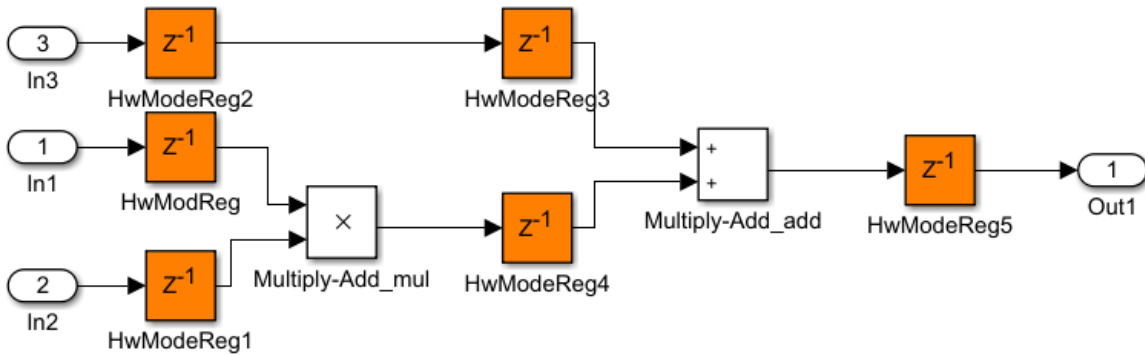 3
In3
Z⁻¹
HwModeReg2
Z⁻¹
HwModeReg3
1
In1
Z⁻¹
HwModReg
2
In2
Z⁻¹
HwModeReg1
×
Multiply-Add_mul
Z⁻¹
HwModeReg4
+
+
Multiply-Add_add
Z⁻¹
HwModeReg5
1
Out1